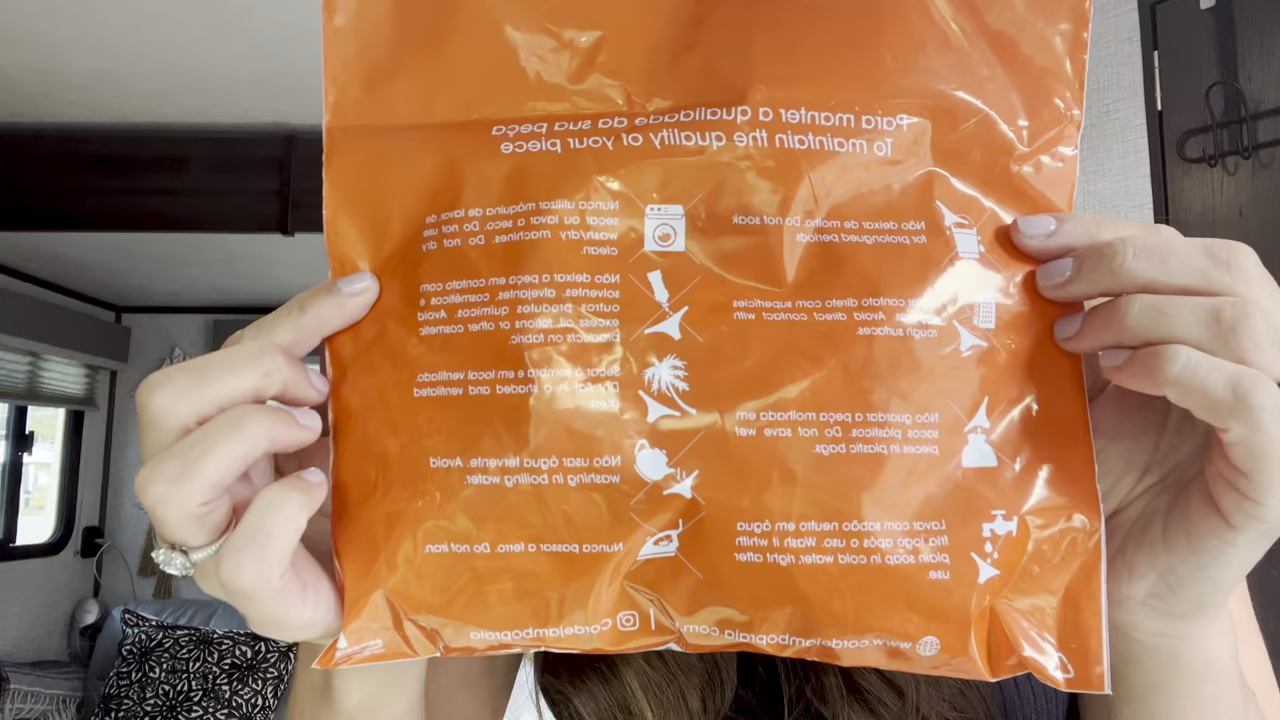 Para manter a qualidade da sua peça
To maintain the quality of your piece
Não deixar de molho. Do not soak
for prolongued periods
contato direto com superfícies
Avoid direct contact with
rough surfaces.
Não guardar a peça molhada em
sacos plásticos. Do not save wet
pieces in plastic bags.
Lavar com sabão neutro em água
fria logo após o uso. Wash it whith
plain soap in cold water, right after
use.
Nunca utilizar máquina de lavar, de
secar ou lavar a seco. Do not use
wash/dry machines. Do not dry
clean.
Não deixar a peça em contato com
solventes, alvejantes, cosméticos e
outros produtos químicos. Avoid
excess oil, lotions or other cosmetic
products on fabric.
Secar à sombra e em local ventilado.
Dry flat in a shaded and ventilated
area.
Não usar água fervente. Avoid
washing in boiling water.
Nunca passar a ferro. Do not iron.
www.cordejambopraia.com | Cordejambopraia